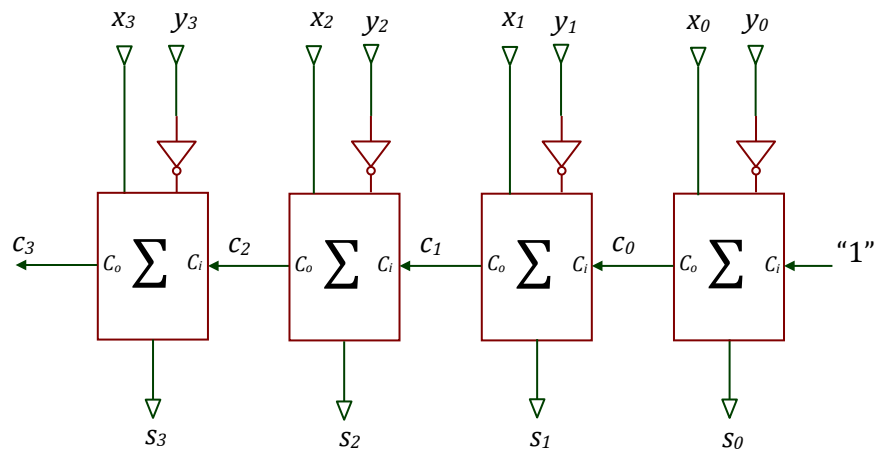 x₃ y₃ x₂ y₂ x₁ y₁ x₀ y₀
c₃ Cₒ ∑ Cᵢ c₂ Cₒ ∑ Cᵢ c₁ Cₒ ∑ Cᵢ c₀ Cₒ ∑ Cᵢ “1”
s₃ s₂ s₁ s₀